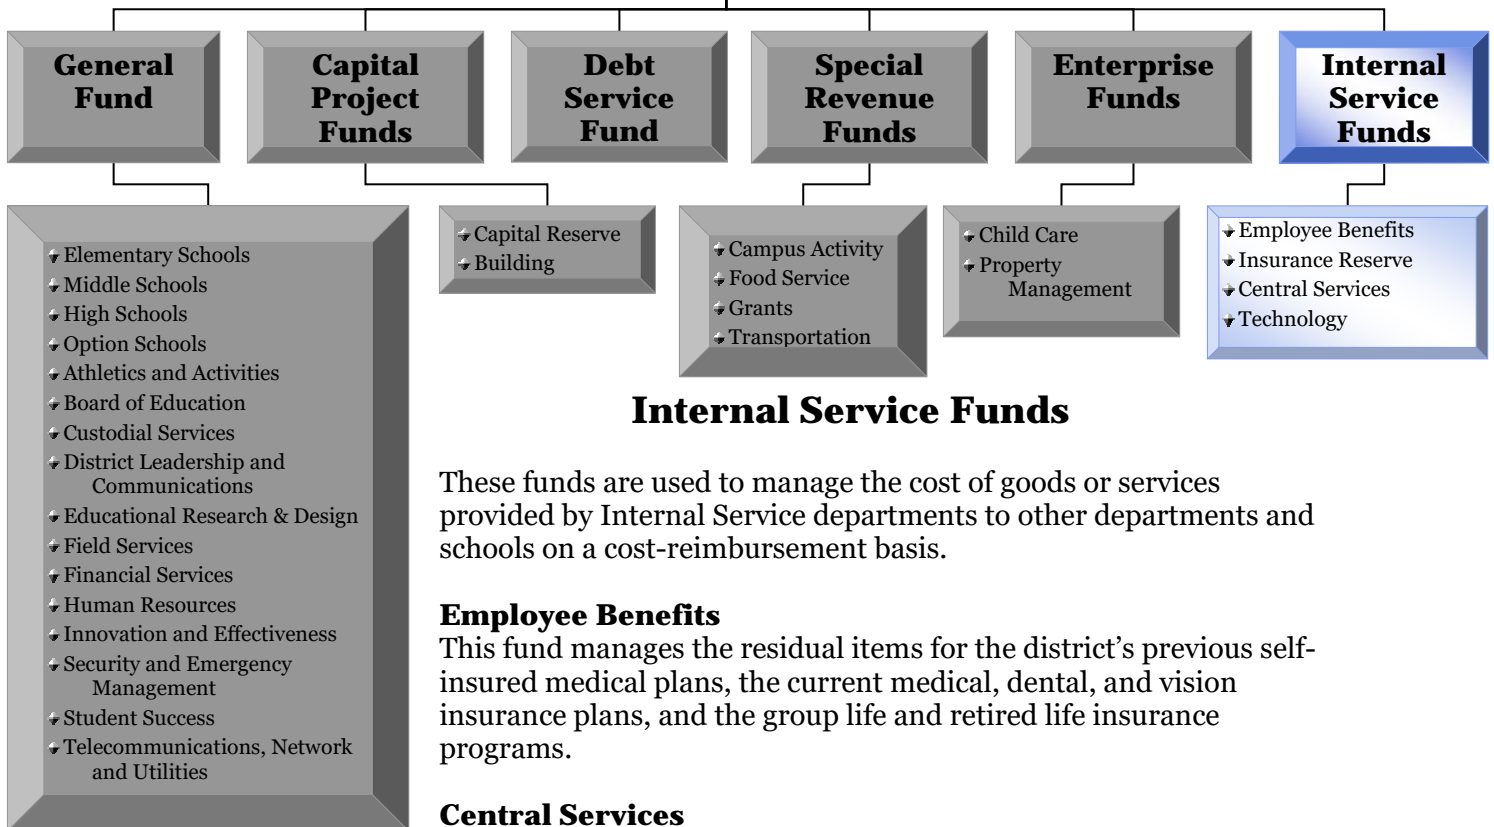 General
Fund
Capital
Project
Funds
Debt
Service
Fund
Special
Revenue
Funds
Enterprise
Funds
Internal
Service
Funds
Elementary Schools
Middle Schools
High Schools
Option Schools
Athletics and Activities
Board of Education
Custodial Services
District Leadership and
Communications
Educational Research & Design
Field Services
Financial Services
Human Resources
Innovation and Effectiveness
Security and Emergency
Management
Student Success
Telecommunications, Network
and Utilities
Capital Reserve
Building
Campus Activity
Food Service
Grants
Transportation
Child Care
Property
Management
Employee Benefits
Insurance Reserve
Central Services
Technology
Internal Service Funds
These funds are used to manage the cost of goods or services
provided by Internal Service departments to other departments and
schools on a cost-reimbursement basis.
Employee Benefits
This fund manages the residual items for the district’s previous self-
insured medical plans, the current medical, dental, and vision
insurance plans, and the group life and retired life insurance
programs.
Central Services